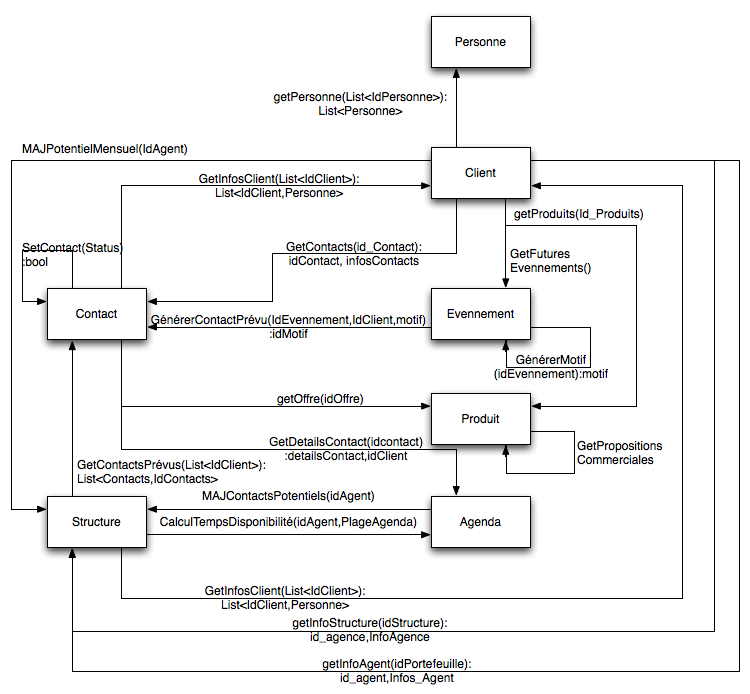 Personne
getPersonne(List<IdPersonne>):
List<Personne>
MAJPotentielMensuel(IdAgent)
Client
GetInfosClient(List<IdClient>):
List<IdClient,Personne>
getProduits(Id_Produits)
SetContact(Status)
:bool
GetContacts(id_Contact):
idContact, infosContacts
GetFutures
Evennements()
Contact
Evennement
GénérerContactPrévu(IdEvennement,IdClient,motif)
:idMotif
GénérerMotif
(idEvennement):motif
getOffre(idOffre)
Produit
GetDetailsContact(idcontact)
:detailsContact,idClient
GetPropositions
Commerciales
GetContactsPrévus(List<IdClient>):
List<Contacts,IdContacts>
MAJContactsPotentiels(idAgent)
Structure
CalculTempsDisponibilité(idAgent,PlageAgenda)
Agenda
GetInfosClient(List<IdClient>):
List<IdClient,Personne>
getInfoStructure(idStructure):
id_agence,InfoAgence
getInfoAgent(idPortefeuille):
id_agent,Infos_Agent